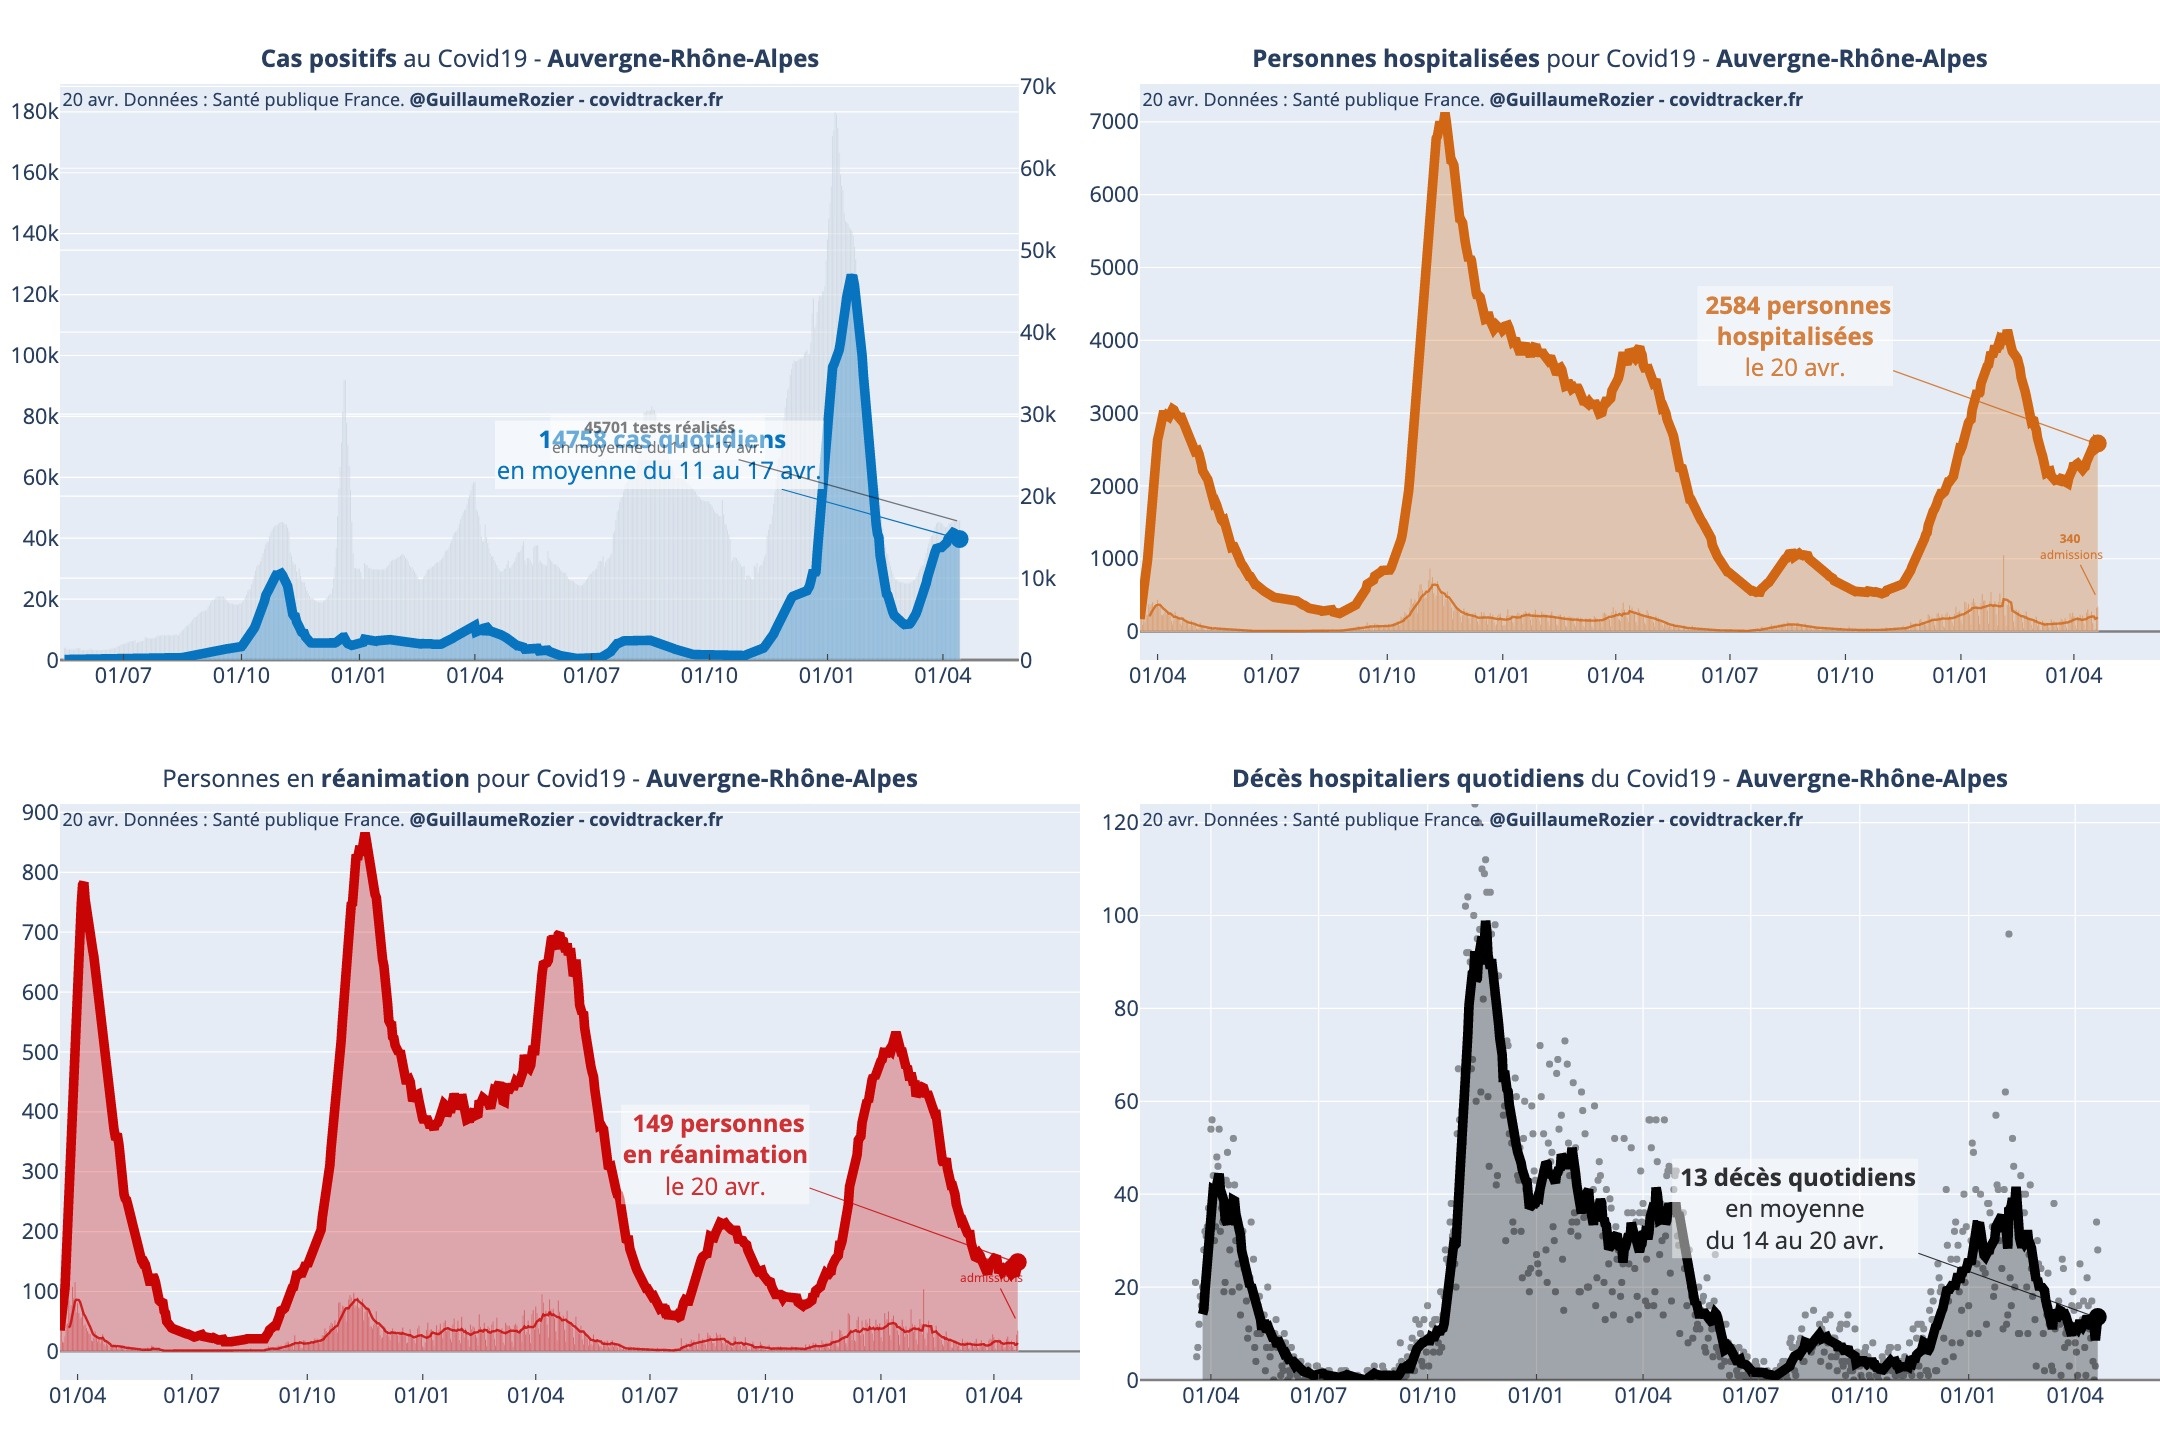 Cas positifs au Covid19 - Auvergne-Rhône-Alpes
20 avr. Données : Santé publique France. @GuillaumeRozier - covidtracker.fr
180k
160k
140k
120k
100k
80k
60k
40k
20k
0
70k
60k
50k
40k
30k
20k
10k
0
45701 tests réalisés
en moyenne du 11 au 17 avr.
14758 cas quotidiens
en moyenne du 11 au 17 avr.
01/07 01/10 01/01 01/04 01/07 01/10 01/01 01/04
Personnes hospitalisées pour Covid19 - Auvergne-Rhône-Alpes
20 avr. Données : Santé publique France. @GuillaumeRozier - covidtracker.fr
7000
6000
5000
4000
3000
2000
1000
0
2584 personnes
hospitalisées
le 20 avr.
340
admissions
01/04 01/07 01/10 01/01 01/04 01/07 01/10 01/01 01/04
Personnes en réanimation pour Covid19 - Auvergne-Rhône-Alpes
20 avr. Données : Santé publique France. @GuillaumeRozier - covidtracker.fr
900
800
700
600
500
400
300
200
100
0
149 personnes
en réanimation
le 20 avr.
admissions
01/04 01/07 01/10 01/01 01/04 01/07 01/10 01/01 01/04
Décès hospitaliers quotidiens du Covid19 - Auvergne-Rhône-Alpes
20 avr. Données : Santé publique France. @GuillaumeRozier - covidtracker.fr
120
100
80
60
40
20
0
13 décès quotidiens
en moyenne
du 14 au 20 avr.
01/04 01/07 01/10 01/01 01/04 01/07 01/10 01/01 01/04